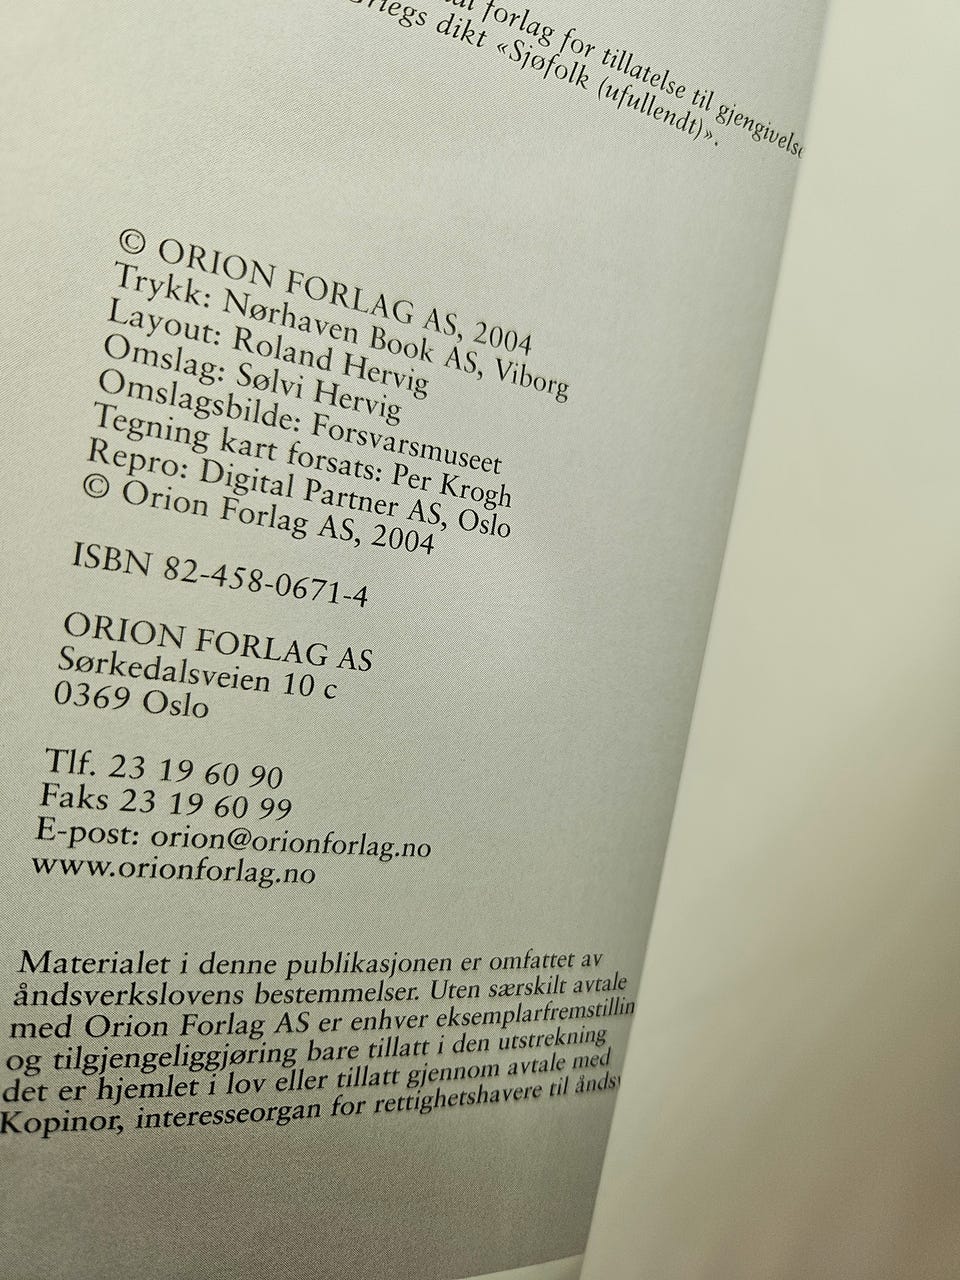 forlag for tillatelse til gjengivelse
Griegs dikt «Sjøfolk (ufullendt)».
© ORION FORLAG AS, 2004
Trykk: Nørhaven Book AS, Viborg
Layout: Roland Hervig
Omslag: Sølvi Hervig
Omslagsbilde: Forsvarsmuseet
Tegning kart forsats: Per Krogh
Repro: Digital Partner AS, Oslo
© Orion Forlag AS, 2004
ISBN 82-458-0671-4
ORION FORLAG AS
Sørkedalsveien 10 c
0369 Oslo
Tlf. 23 19 60 90
Faks 23 19 60 99
E-post: orion@orionforlag.no
www.orionforlag.no
Materialet i denne publikasjonen er omfattet av
åndsverkslovens bestemmelser. Uten særskilt avtale
med Orion Forlag AS er enhver eksemplarfremstillin
og tilgjengeliggjøring bare tillatt i den utstrekning
det er hjemlet i lov eller tillatt gjennom avtale med
Kopinor, interesseorgan for rettighetshavere til åndsv